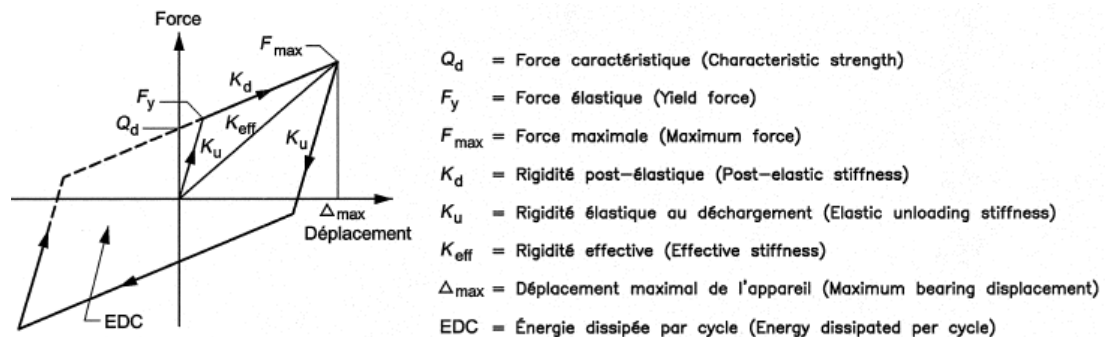 Force
F_max
K_d
F_y
Q_d
K_eff
K_u
K_u
Δ_max
Déplacement
EDC
Q_d = Force caractéristique (Characteristic strength)
F_y = Force élastique (Yield force)
F_max = Force maximale (Maximum force)
K_d = Rigidité post-élastique (Post-elastic stiffness)
K_u = Rigidité élastique au déchargement (Elastic unloading stiffness)
K_eff = Rigidité effective (Effective stiffness)
Δ_max = Déplacement maximal de l'appareil (Maximum bearing displacement)
EDC = Énergie dissipée par cycle (Energy dissipated per cycle)